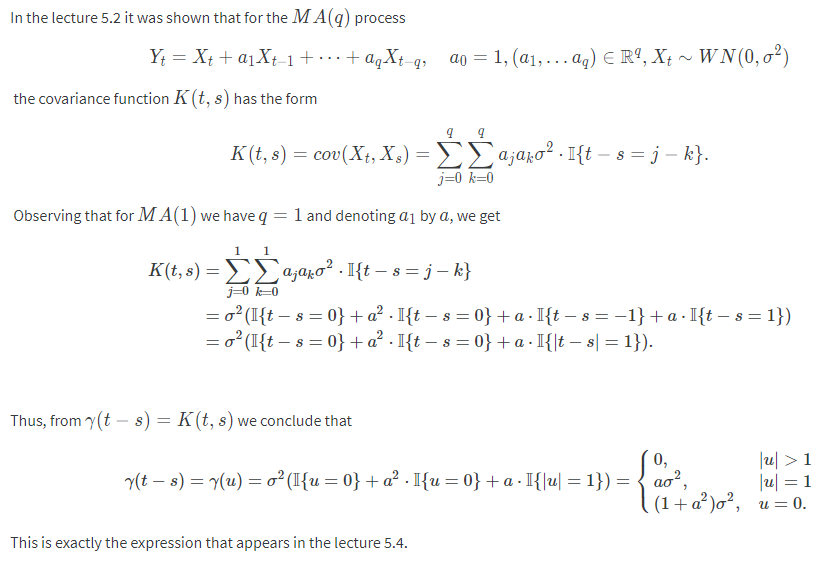 In the lecture 5.2 it was shown that for the MA(q) process
Y_t = X_t + a_1X_{t-1} + ⋯ + a_qX_{t-q}, a_0 = 1, (a_1, … a_q) ∈ ℝ^q, X_t ∼ WN(0, σ^2)
the covariance function K(t, s) has the form
K(t, s) = cov(X_t, X_s) = ∑_{j=0}^{q} ∑_{k=0}^{q} a_ja_kσ^2 · 𝕀{t − s = j − k}.
Observing that for MA(1) we have q = 1 and denoting a_1 by a, we get
K(t, s) = ∑_{j=0}^{1} ∑_{k=0}^{1} a_ja_kσ^2 · 𝕀{t − s = j − k}
= σ^2(𝕀{t − s = 0} + a^2 · 𝕀{t − s = 0} + a · 𝕀{t − s = −1} + a · 𝕀{t − s = 1})
= σ^2(𝕀{t − s = 0} + a^2 · 𝕀{t − s = 0} + a · 𝕀{|t − s| = 1}).
Thus, from γ(t − s) = K(t, s) we conclude that
γ(t − s) = γ(u) = σ^2(𝕀{u = 0} + a^2 · 𝕀{u = 0} + a · 𝕀{|u| = 1}) = { 0, |u| > 1
aσ^2, |u| = 1
(1 + a^2)σ^2, u = 0.
This is exactly the expression that appears in the lecture 5.4.